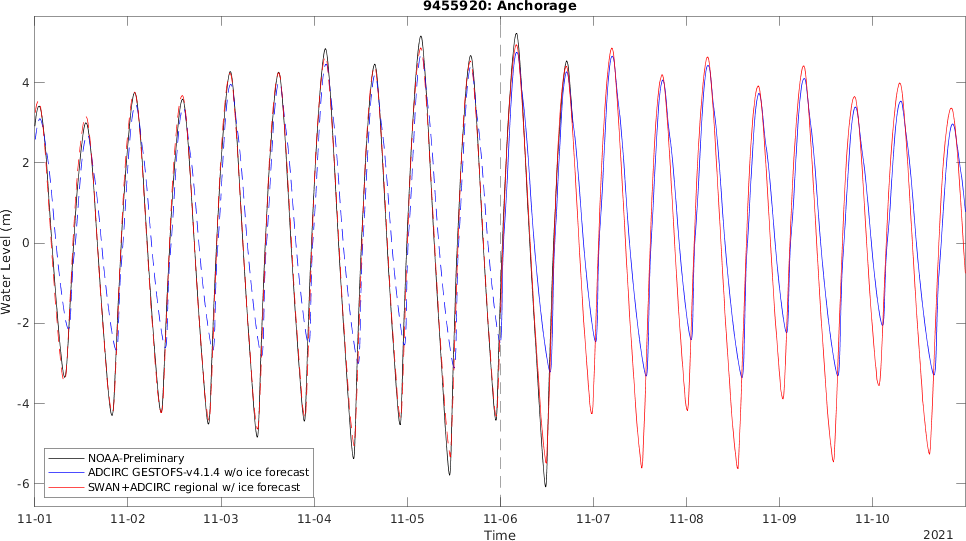 9455920: Anchorage
Water Level (m)
4
2
0
-2
-4
-6
NOAA-Preliminary
ADCIRC GESTOFS-v4.1.4 w/o ice forecast
SWAN+ADCIRC regional w/ ice forecast
11-01 11-02 11-03 11-04 11-05 11-06 11-07 11-08 11-09 11-10
Time
2021